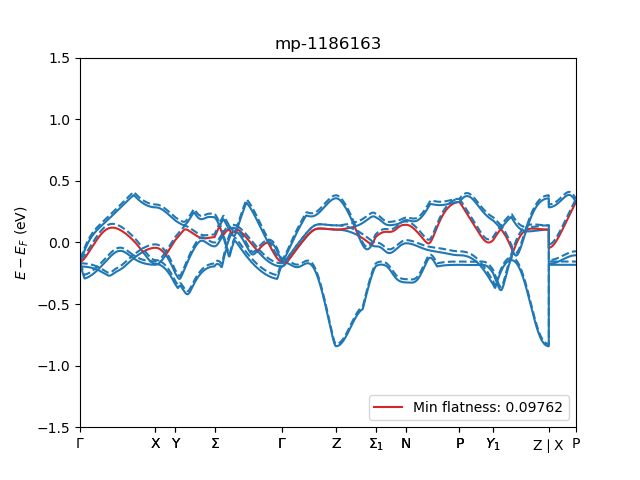 mp-1186163
1.5
1.0
0.5
0.0
−0.5
−1.0
−1.5
E − E_F (eV)
Min flatness: 0.09762
Γ X Y Σ Γ Z Σ₁ N P Y₁ Z | X P